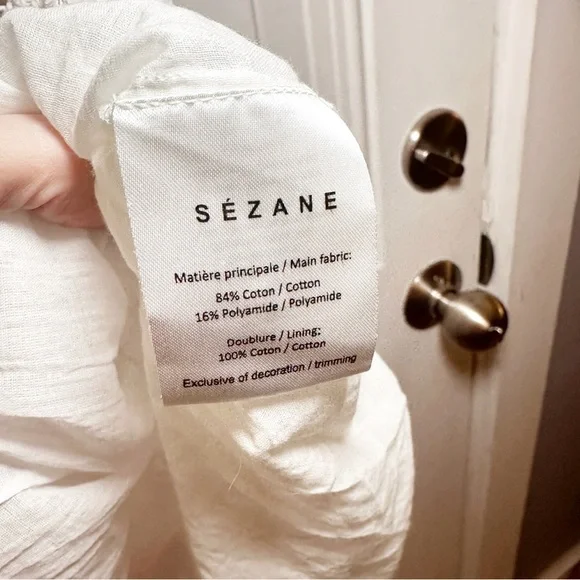 SÉZANE
Matière principale / Main fabric:
84% Coton / Cotton
16% Polyamide / Polyamide
Doublure / Lining:
100% Coton / Cotton
Exclusive of decoration / trimming